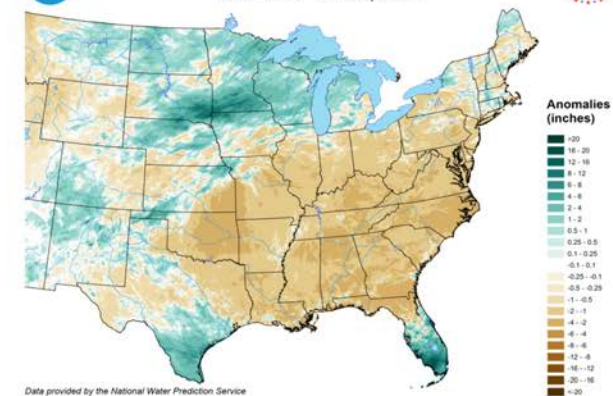 Anomalies
(inches)
>20
16 - 20
12 - 16
8 - 12
6 - 8
4 - 6
2 - 4
1 - 2
0.5 - 1
0.25 - 0.5
0.1 - 0.25
-0.1 - 0.1
-0.25 - -0.1
-0.5 - -0.25
-1 - -0.5
-2 - -1
-4 - -2
-6 - -4
-8 - -6
-12 - -8
-16 - -12
-20 - -16
<-20
Data provided by the National Water Prediction Service